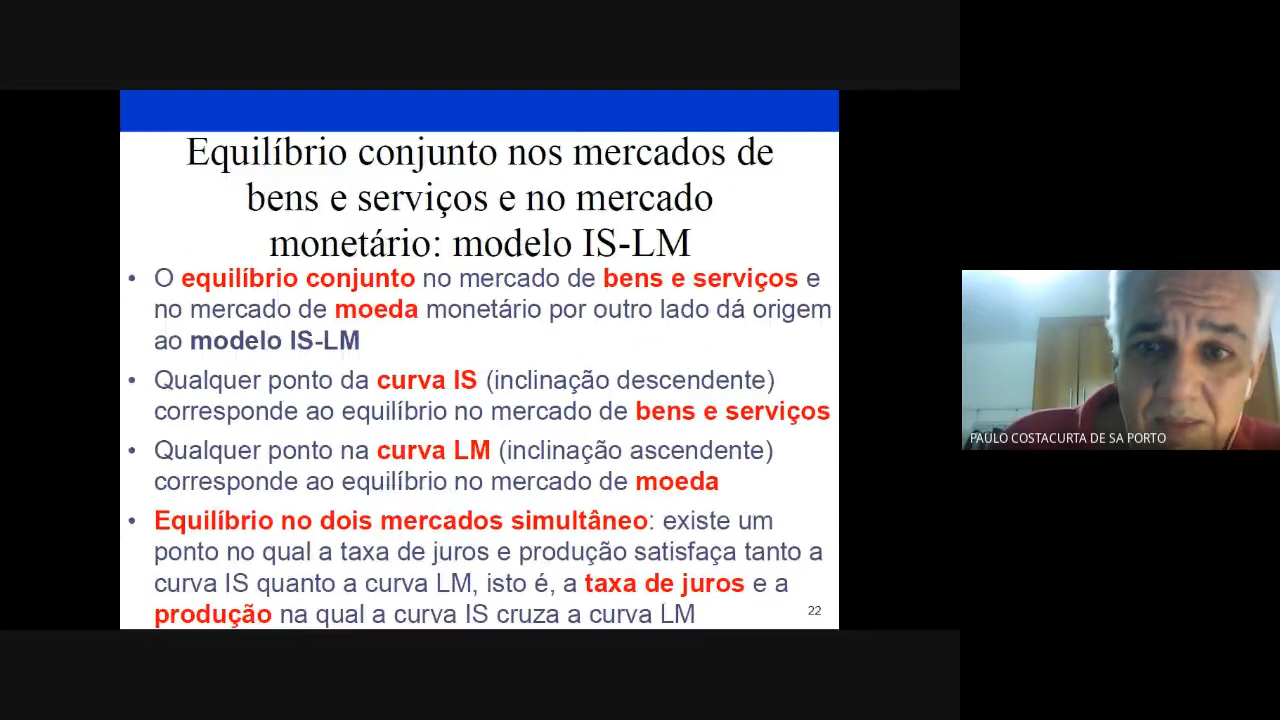 Equilíbrio conjunto nos mercados de
bens e serviços e no mercado
monetário: modelo IS-LM
• O equilíbrio conjunto no mercado de bens e serviços e
no mercado de moeda monetário por outro lado dá origem
ao modelo IS-LM
• Qualquer ponto da curva IS (inclinação descendente)
corresponde ao equilíbrio no mercado de bens e serviços
• Qualquer ponto na curva LM (inclinação ascendente)
corresponde ao equilíbrio no mercado de moeda
• Equilíbrio no dois mercados simultâneo: existe um
ponto no qual a taxa de juros e produção satisfaça tanto a
curva IS quanto a curva LM, isto é, a taxa de juros e a
produção na qual a curva IS cruza a curva LM
22
PAULO COSTACURTA DE SA PORTO